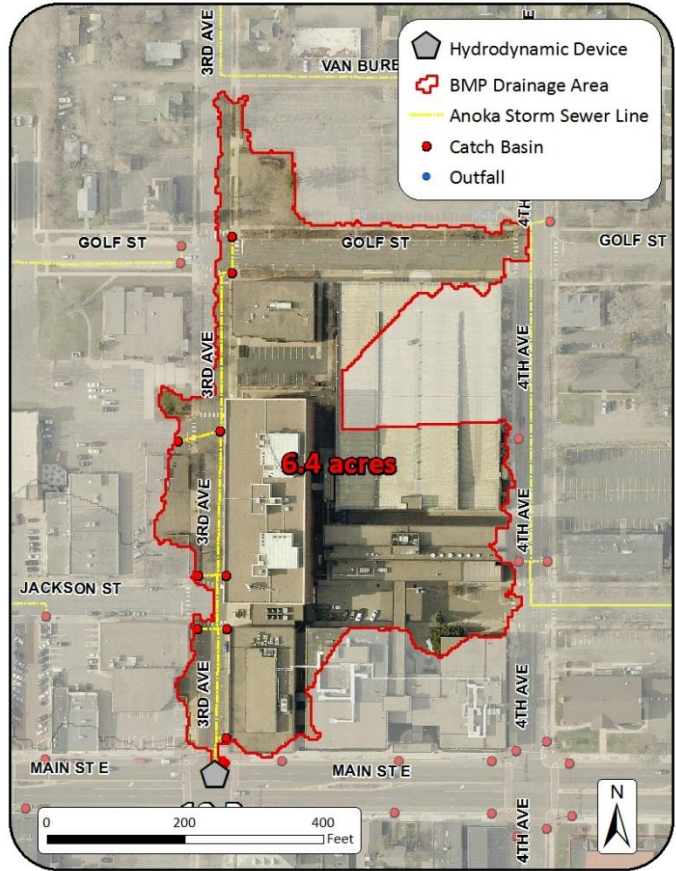 Hydrodynamic Device
BMP Drainage Area
Anoka Storm Sewer Line
Catch Basin
Outfall
3RD AVE
4TH
GOLF ST
GOLF ST
GOLF ST
3RD AVE
4TH AVE
6.4 acres
3RD AVE
4TH AVE
JACKSON ST
3RD AVE
4TH AVE
MAIN ST E
MAIN ST E
4TH AVE
0
200
400
Feet
N